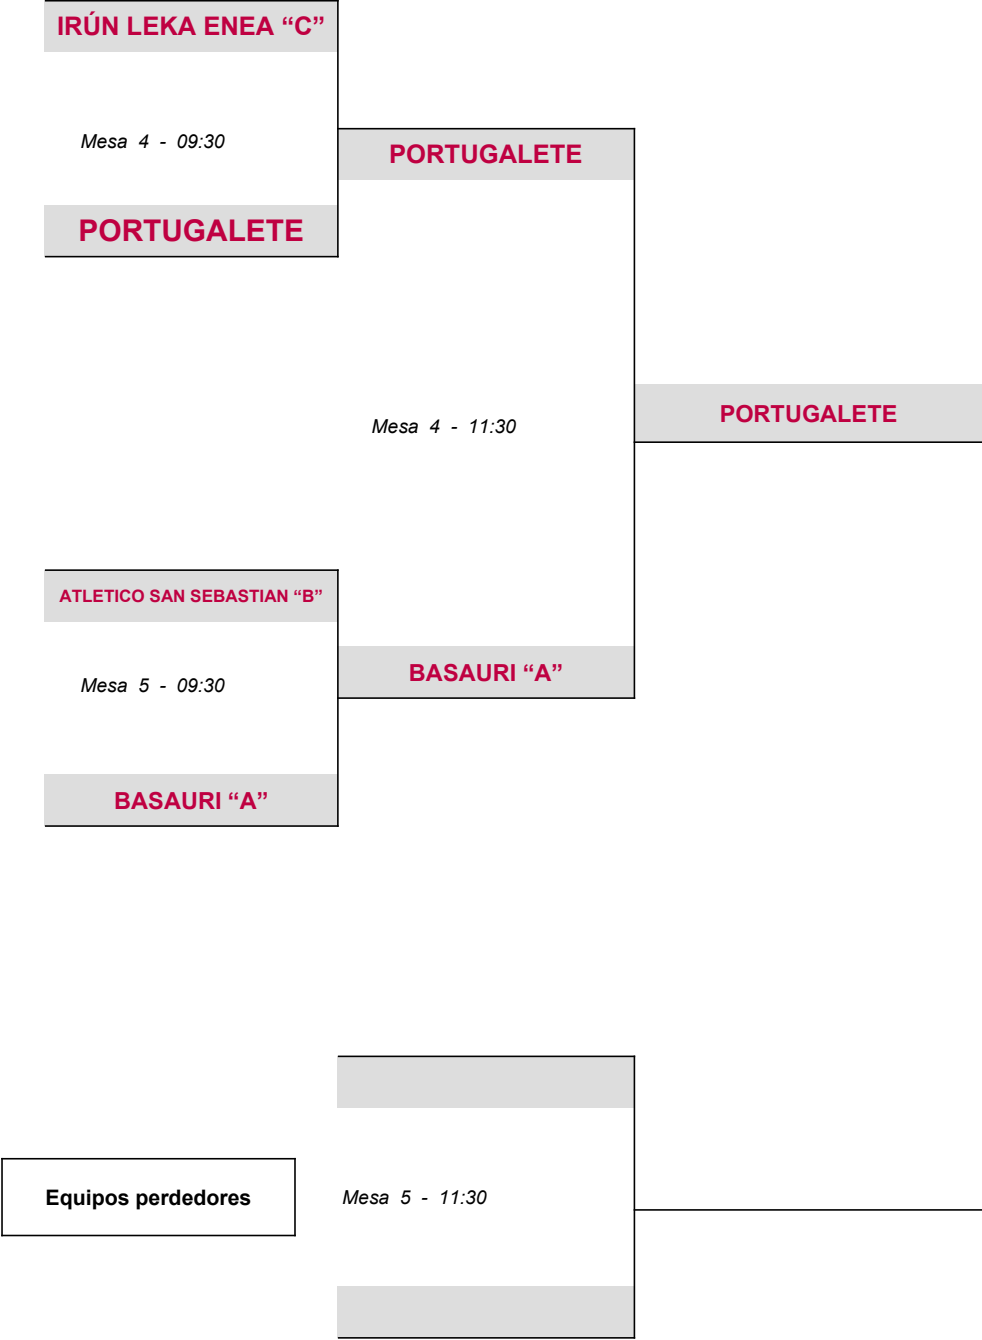 IRÚN LEKA ENEA “C”
Mesa 4 - 09:30
PORTUGALETE
PORTUGALETE
Mesa 4 - 11:30
PORTUGALETE
ATLETICO SAN SEBASTIAN “B”
Mesa 5 - 09:30
BASAURI “A”
BASAURI “A”
Equipos perdedores
Mesa 5 - 11:30